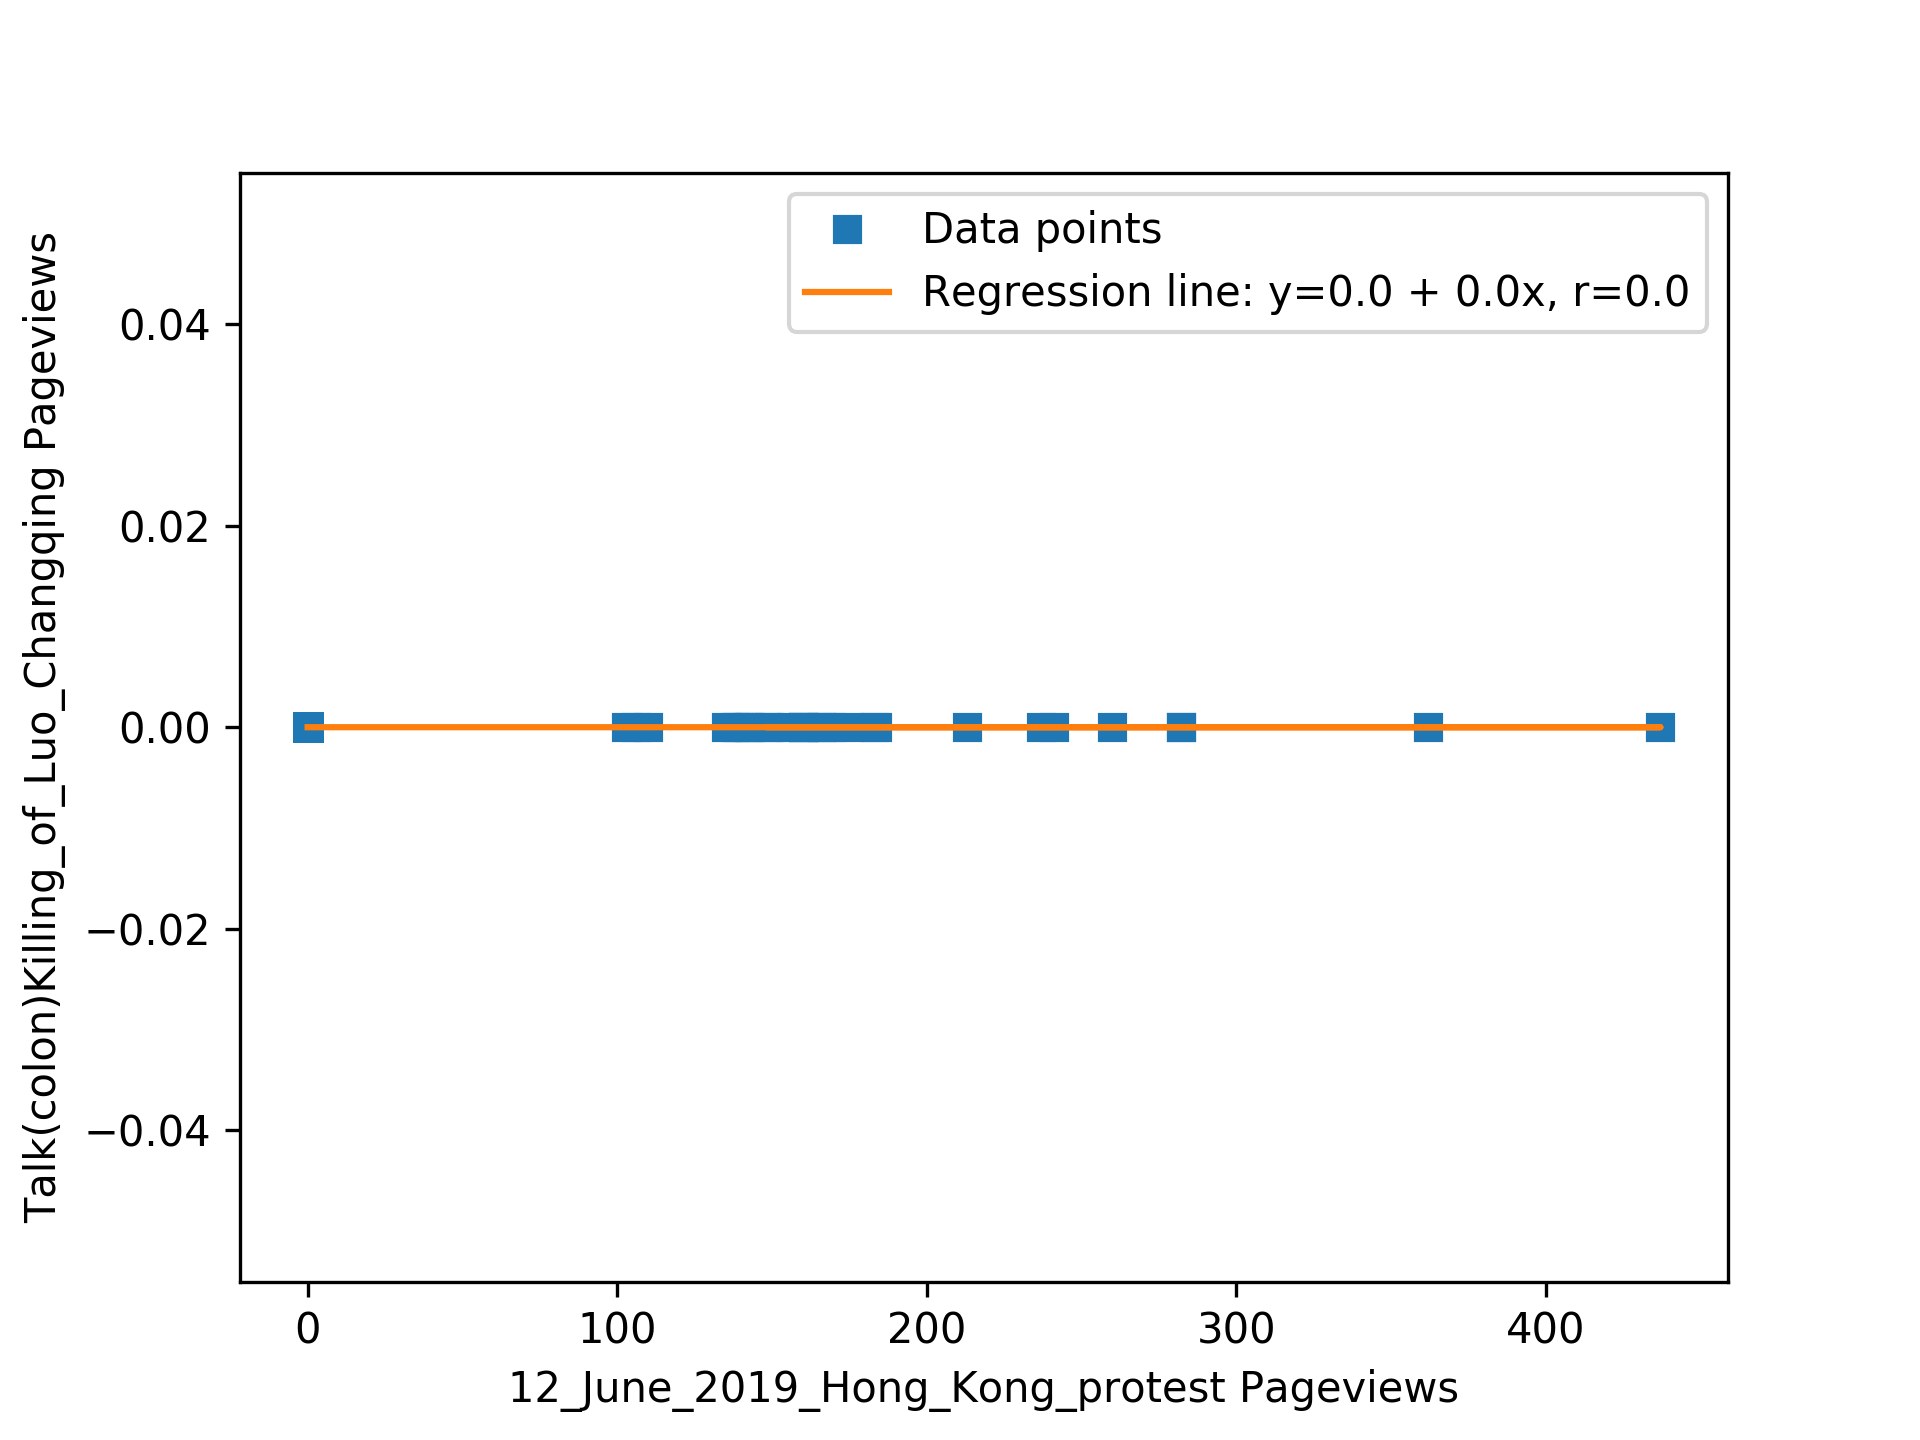 Data points
Regression line: y=0.0 + 0.0x, r=0.0
Talk(colon)Killing_of_Luo_Changqing Pageviews
0.04
0.02
0.00
−0.02
−0.04
0 100 200 300 400
12_June_2019_Hong_Kong_protest Pageviews